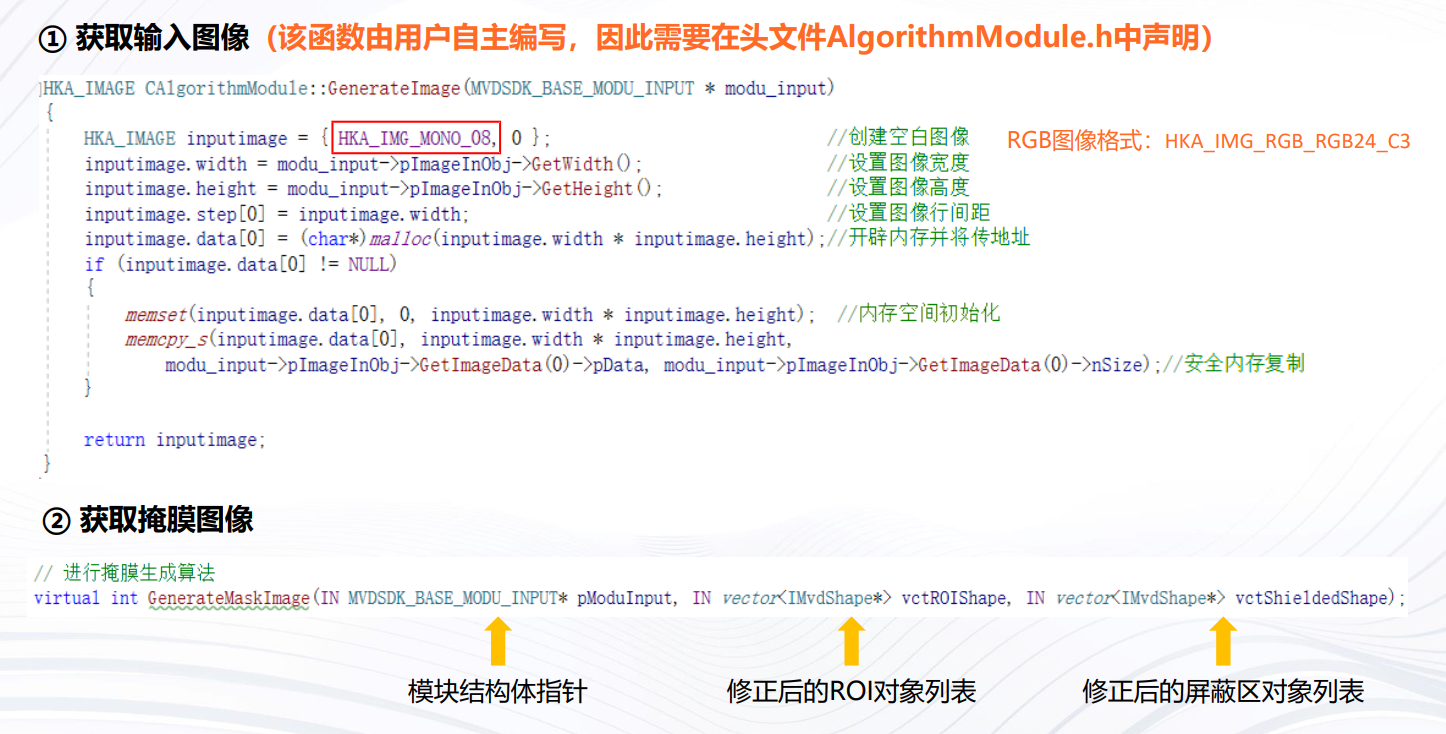 ① 获取输入图像（该函数由用户自主编写，因此需要在头文件AlgorithmModule.h中声明）
HKA_IMAGE CAlgorithmModule::GenerateImage(MVDSDK_BASE_MODU_INPUT * modu_input)
{
HKA_IMAGE inputimage = { HKA_IMG_MONO_08, 0 }; //创建空白图像 RGB图像格式：HKA_IMG_RGB_RGB24_C3
inputimage.width = modu_input->pImageInObj->GetWidth(); //设置图像宽度
inputimage.height = modu_input->pImageInObj->GetHeight(); //设置图像高度
inputimage.step[0] = inputimage.width; //设置图像行间距
inputimage.data[0] = (char*)malloc(inputimage.width * inputimage.height);//开辟内存并将传地址
if (inputimage.data[0] != NULL)
{
memset(inputimage.data[0], 0, inputimage.width * inputimage.height); //内存空间初始化
memcpy_s(inputimage.data[0], inputimage.width * inputimage.height,
modu_input->pImageInObj->GetImageData(0)->pData, modu_input->pImageInObj->GetImageData(0)->nSize);//安全内存复制
}
return inputimage;
}
② 获取掩膜图像
// 进行掩膜生成算法
virtual int GenerateMaskImage(IN MVDSDK_BASE_MODU_INPUT* pModuInput, IN vector<IMvdShape*> vctROIShape, IN vector<IMvdShape*> vctShieldedShape);
模块结构体指针 修正后的ROI对象列表 修正后的屏蔽区对象列表